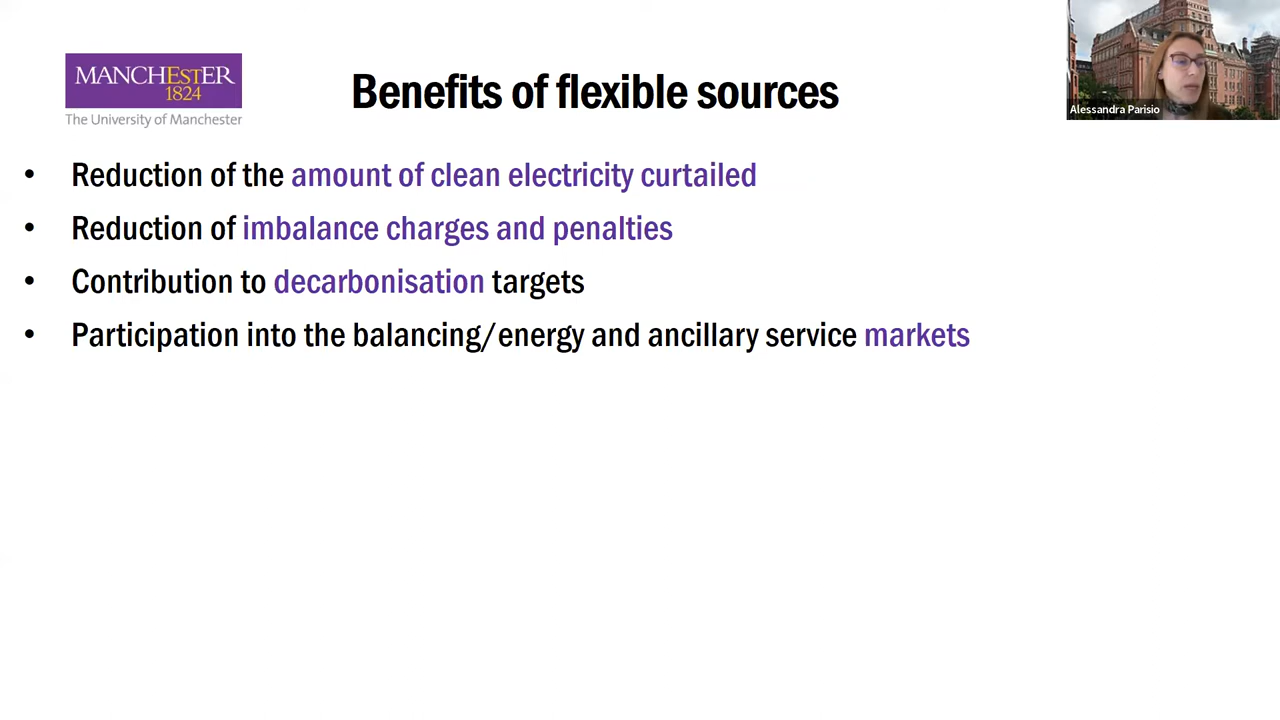 MANCHESTER
1824
The University of Manchester
Benefits of flexible sources
Alessandra Parisio
• Reduction of the amount of clean electricity curtailed
• Reduction of imbalance charges and penalties
• Contribution to decarbonisation targets
• Participation into the balancing/energy and ancillary service markets